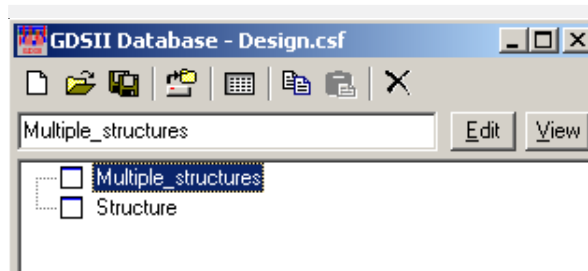 GDSII Database - Design.csf
Multiple_structures Edit View
Multiple_structures
Structure